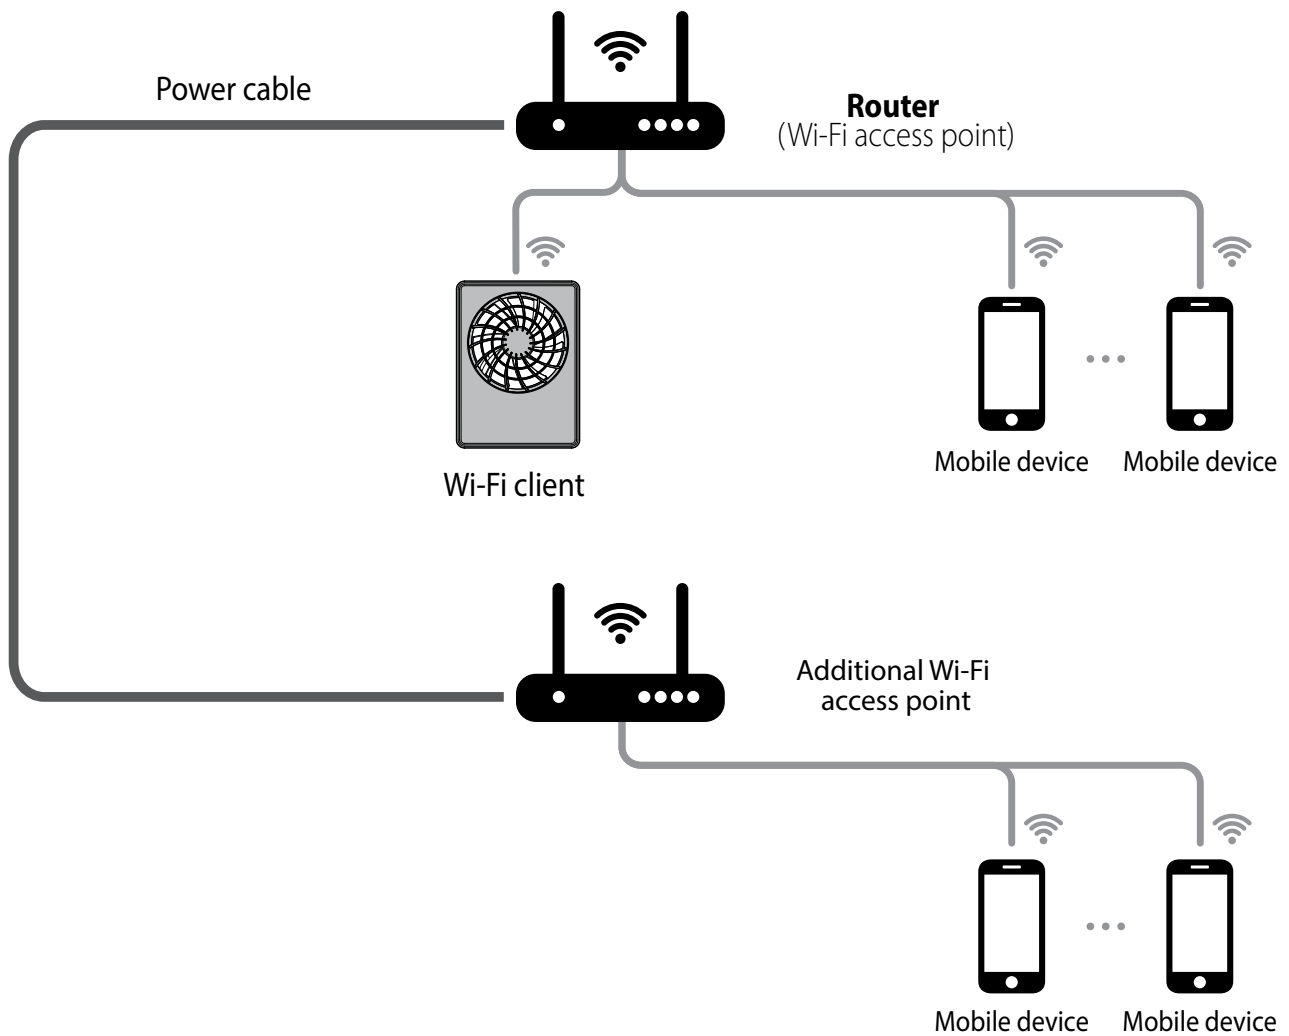 Power cable
Router
(Wi-Fi access point)
Wi-Fi client
Mobile device
Mobile device
Additional Wi-Fi
access point
Mobile device
Mobile device